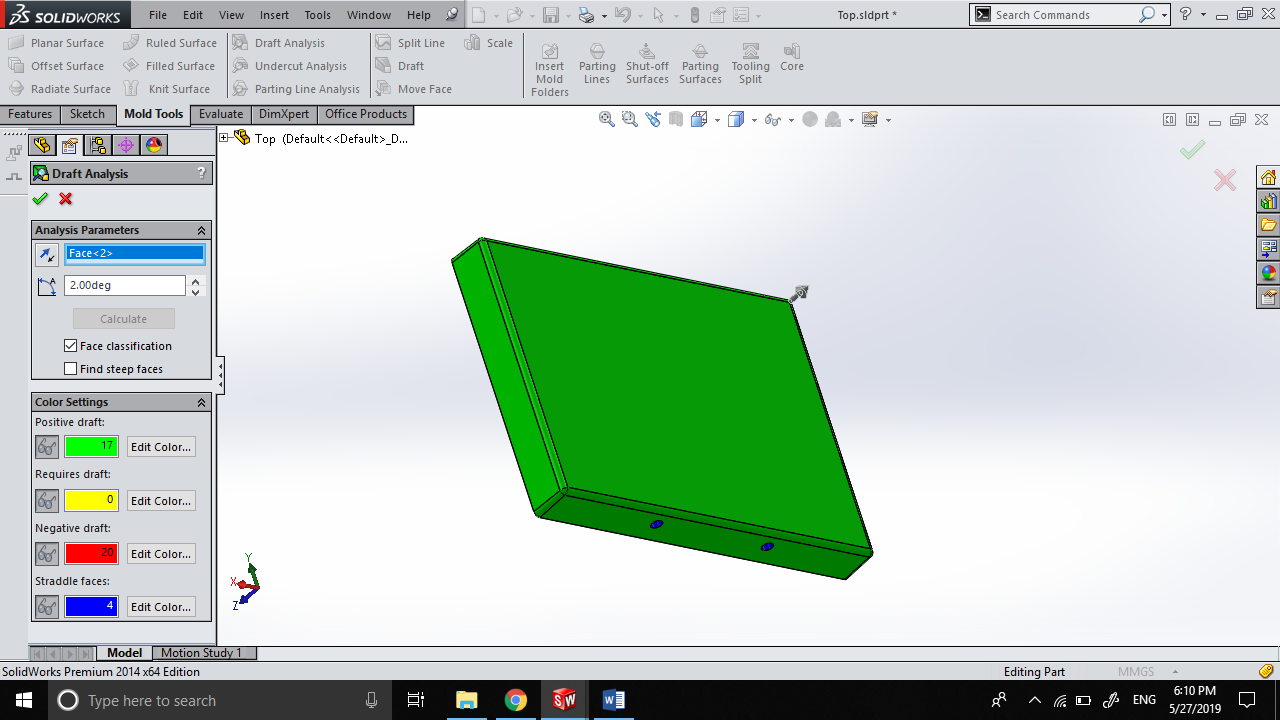 SOLIDWORKS File Edit View Insert Tools Window Help Top.sldprt * Search Commands ?
Planar Surface Ruled Surface Draft Analysis Split Line Scale
Offset Surface Filled Surface Undercut Analysis Draft
Radiate Surface Knit Surface Parting Line Analysis Move Face
Insert Mold Folders
Parting Lines
Shut-off Surfaces
Parting Surfaces
Tooling Split
Core
Features Sketch Mold Tools Evaluate DimXpert Office Products
Top (Default<<Default>_D...
Draft Analysis ?
Analysis Parameters
Face<2>
2.00deg
Calculate
Face classification
Find steep faces
Color Settings
Positive draft:
17 Edit Color...
Requires draft:
0 Edit Color...
Negative draft:
20 Edit Color...
Straddle faces:
4 Edit Color...
Y
X
Z
Model Motion Study 1
SolidWorks Premium 2014 x64 Edition Editing Part MMGS
Type here to search ENG 6:10 PM
5/27/2019